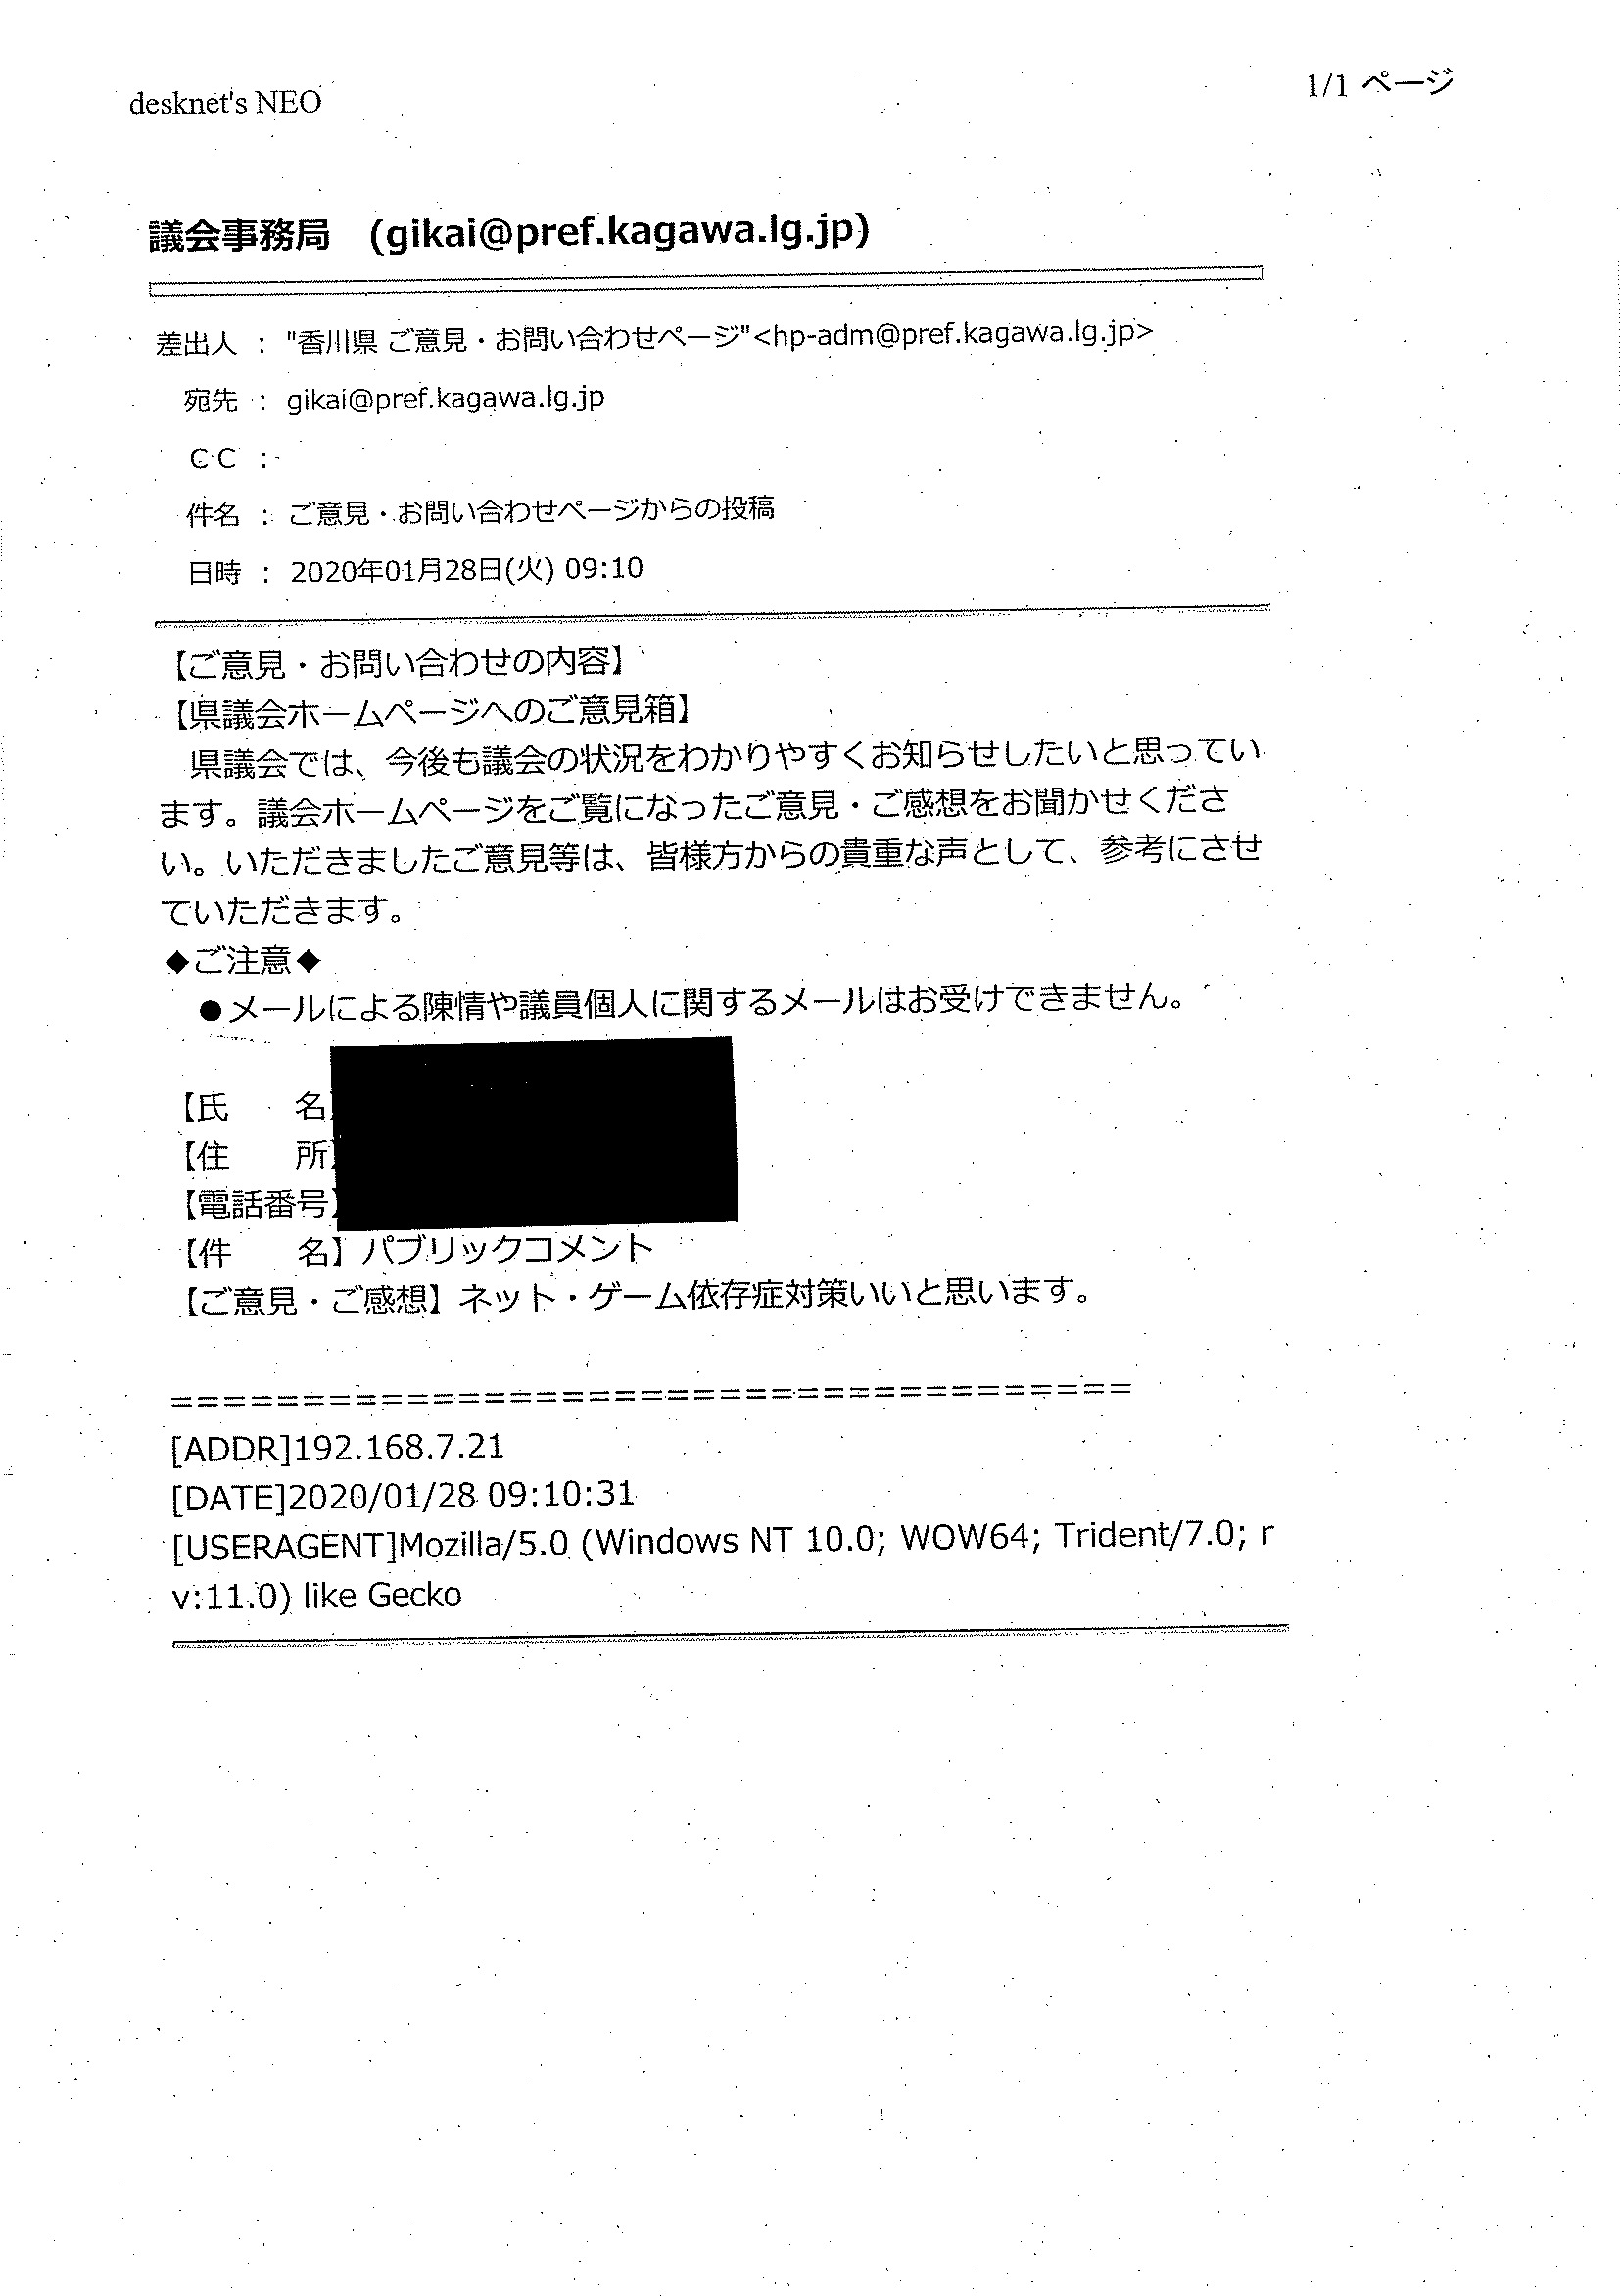 desknet's NEO
1/1 ページ
議会事務局 (gikai@pref.kagawa.lg.jp)
差出人 : "香川県 ご意見・お問い合わせページ"<hp-adm@pref.kagawa.lg.jp>
宛先 : gikai@pref.kagawa.lg.jp
CC :
件名 : ご意見・お問い合わせページからの投稿
日時 : 2020年01月28日(火) 09:10
【ご意見・お問い合わせの内容】
【県議会ホームページへのご意見箱】
県議会では、今後も議会の状況をわかりやすくお知らせしたいと思ってい
ます。議会ホームページをご覧になったご意見・ご感想をお聞かせくださ
い。いただきましたご意見等は、皆様方からの貴重な声として、参考にさせ
ていただきます。
◆ご注意◆
●メールによる陳情や議員個人に関するメールはお受けできません。
【氏　　名】
【住　　所】
【電話番号】
【件　　名】パブリックコメント
【ご意見・ご感想】ネット・ゲーム依存症対策いいと思います。
=====================================
[ADDR]192.168.7.21
[DATE]2020/01/28 09:10:31
[USERAGENT]Mozilla/5.0 (Windows NT 10.0; WOW64; Trident/7.0; r
v:11.0) like Gecko